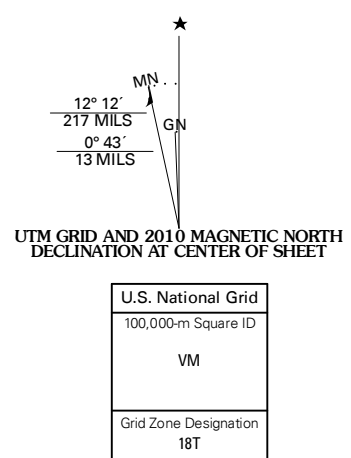 ★
MN
12° 12´
217 MILS
GN
0° 43´
13 MILS
UTM GRID AND 2010 MAGNETIC NORTH
DECLINATION AT CENTER OF SHEET
U.S. National Grid
100,000-m Square ID
VM
Grid Zone Designation
18T